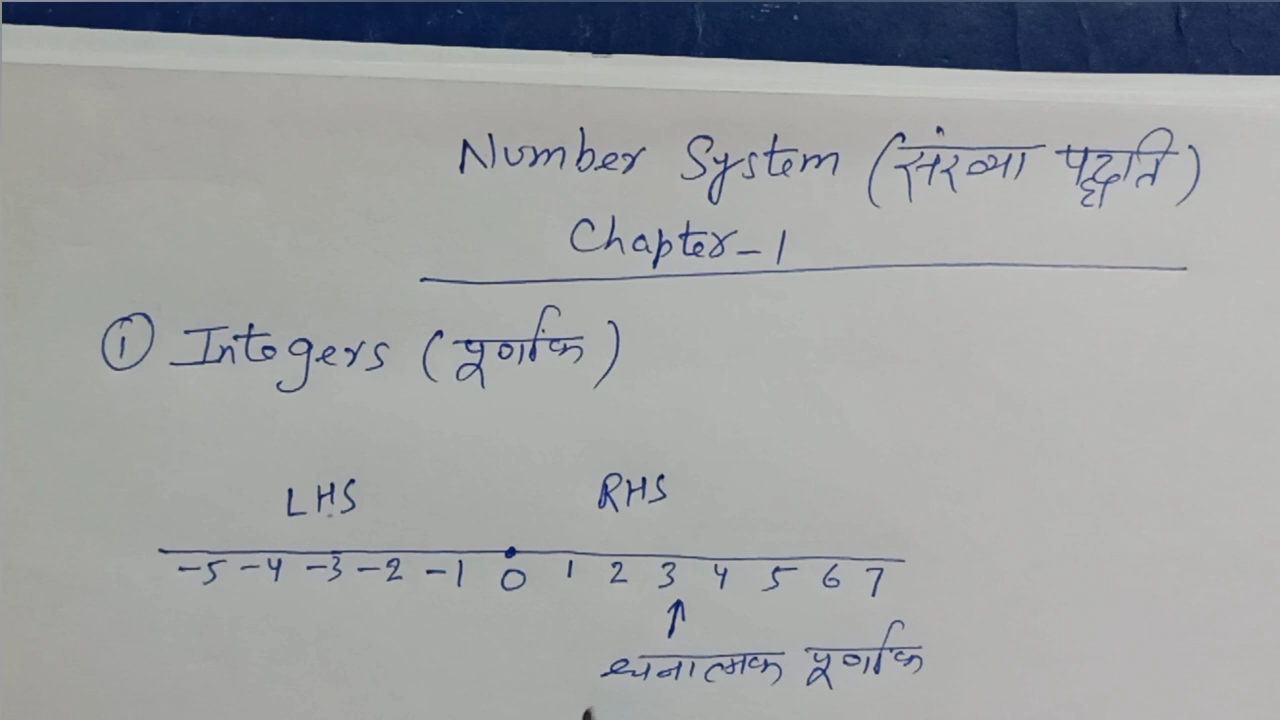 Number System (संख्या पद्धति)
Chapter-1
① Integers (पूर्णांक)
LHS RHS
-5 -4 -3 -2 -1 0 1 2 3 4 5 6 7
↑
धनात्मक पूर्णांक